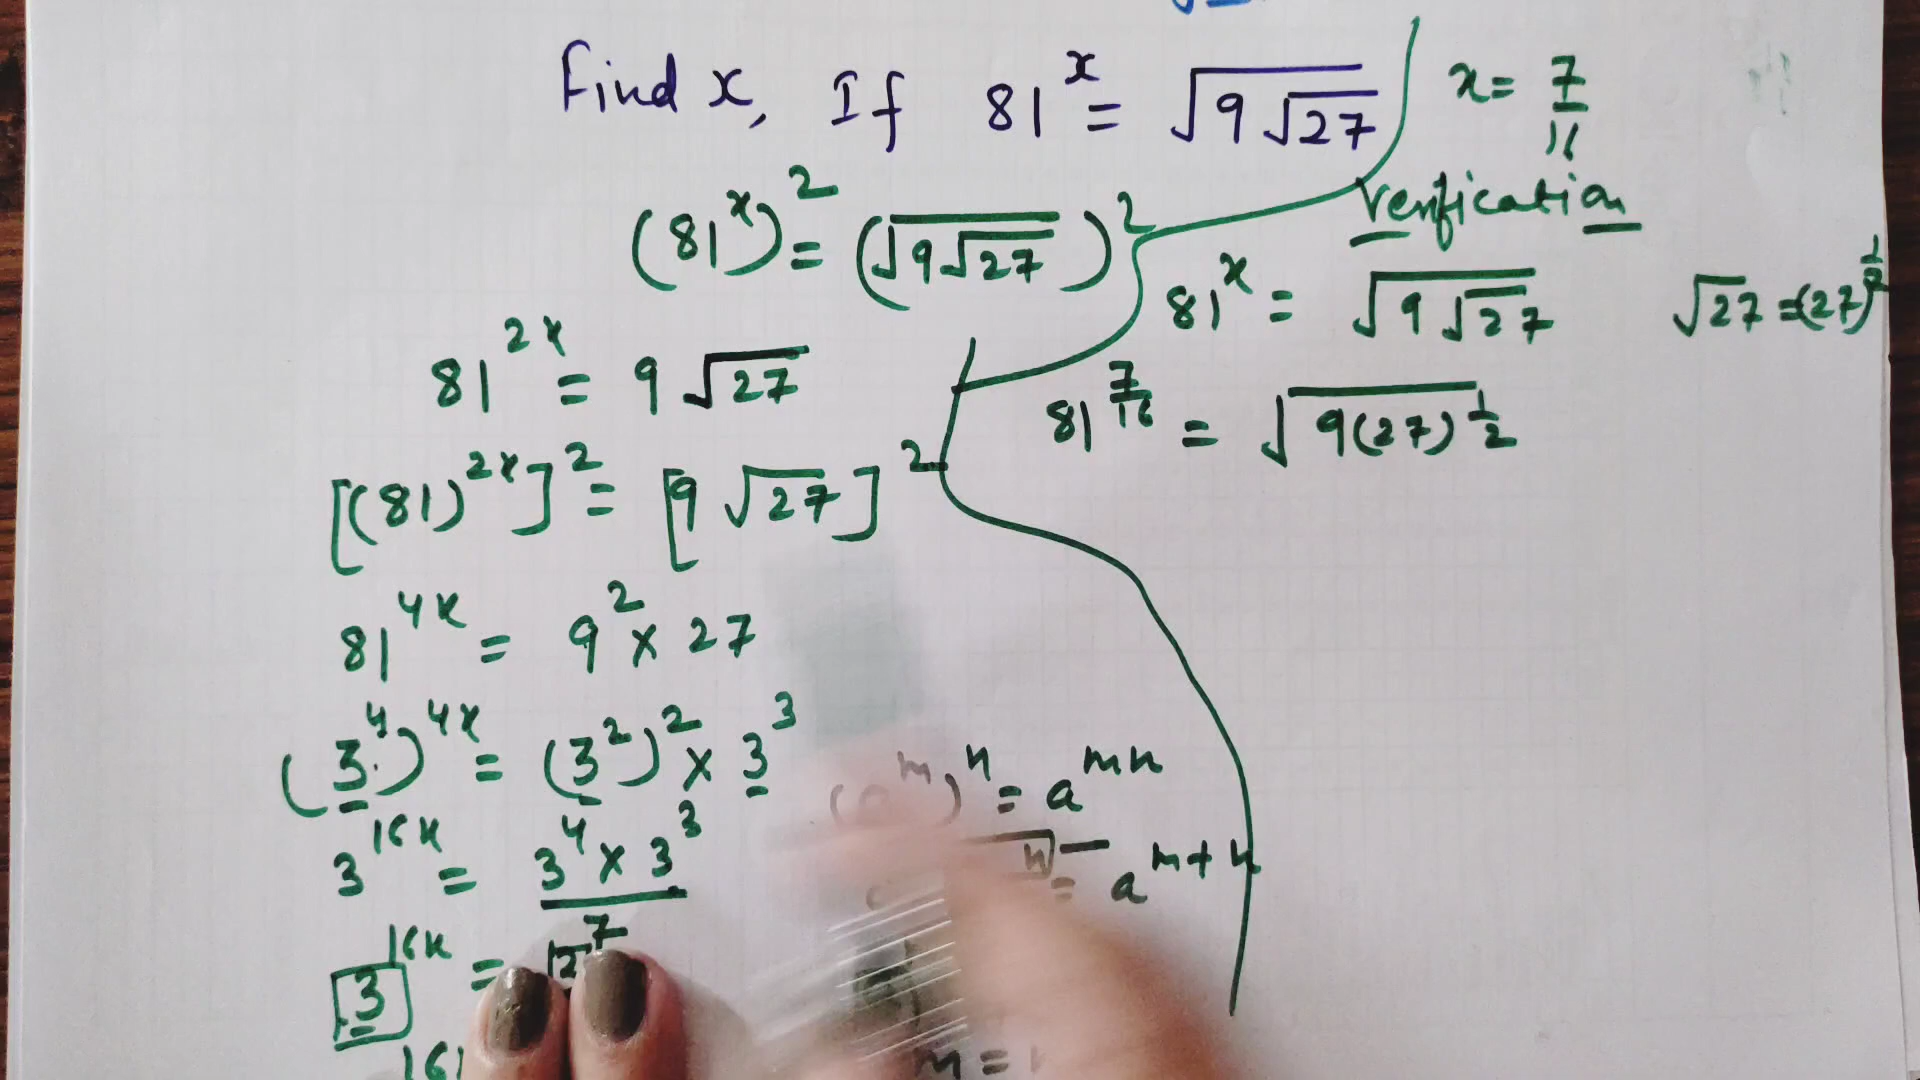 Find x, If 81^x = √(9√27)
(81^x)^2 = (√(9√27))^2
81^2x = 9√27
[(81)^2x]^2 = [9√27]^2
81^4x = 9^2 × 27
(3^4)^4x = (3^2)^2 × 3^3
3^16x = 3^4 × 3^3
3^16x = 3^7
(a^m)^n = a^mn
= a^m+n
x = 7/16
Verification
81^x = √(9√27)
√27 = (27)^1/2
81^7/16 = √(9(27)^1/2)